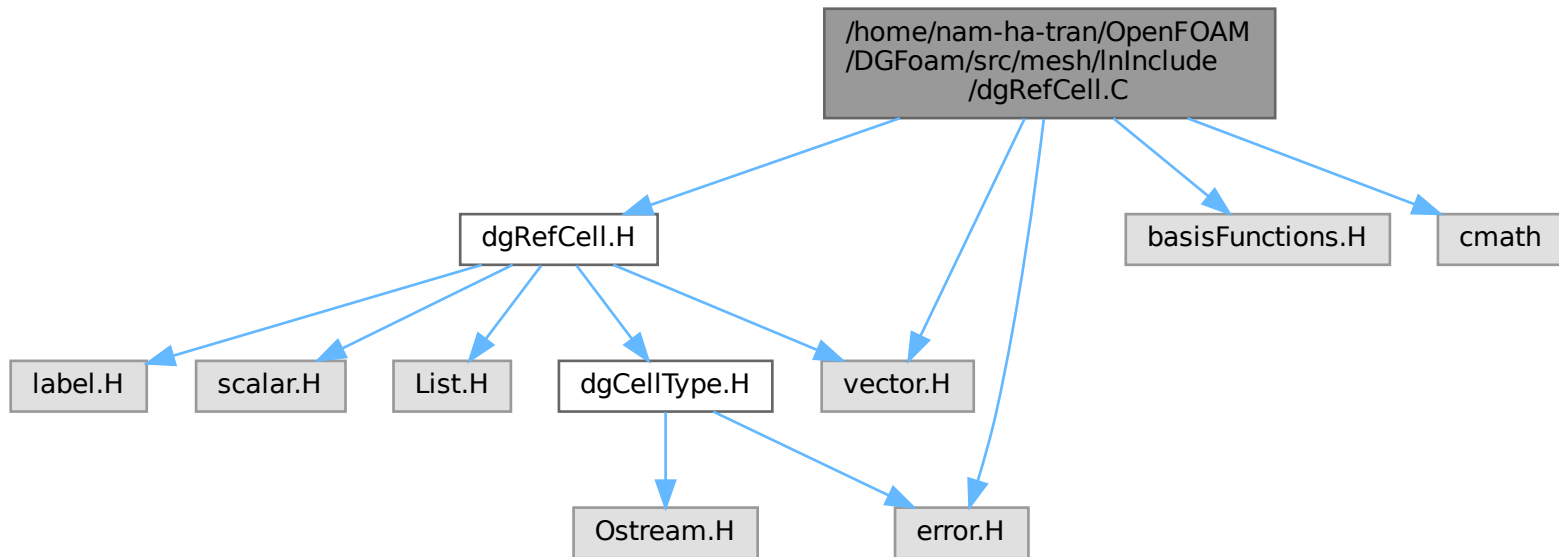 /home/nam-ha-tran/OpenFOAM
/DGFoam/src/mesh/lnInclude
/dgRefCell.C
dgRefCell.H
basisFunctions.H
cmath
label.H
scalar.H
List.H
dgCellType.H
vector.H
Ostream.H
error.H